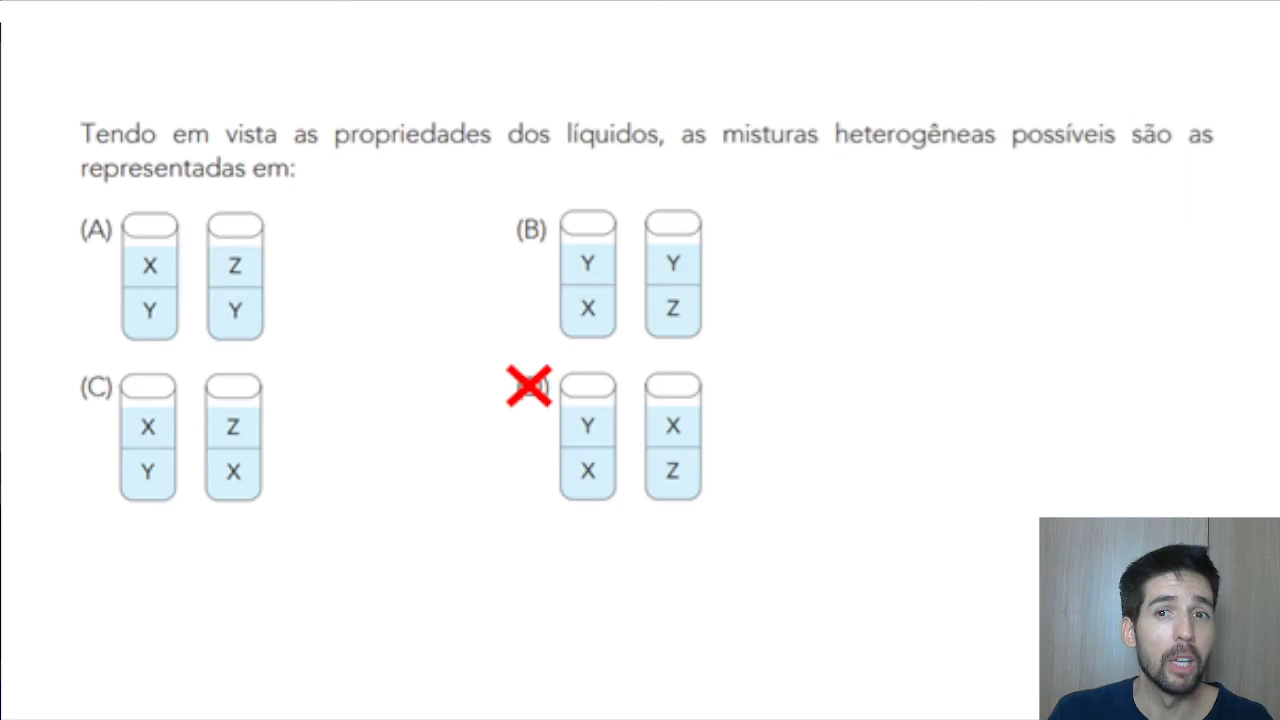 Tendo em vista as propriedades dos líquidos, as misturas heterogêneas possíveis são as
representadas em:
(A) X Z
Y Y
(B) Y Y
X Z
(C) X Z
Y X
Y X
X Z